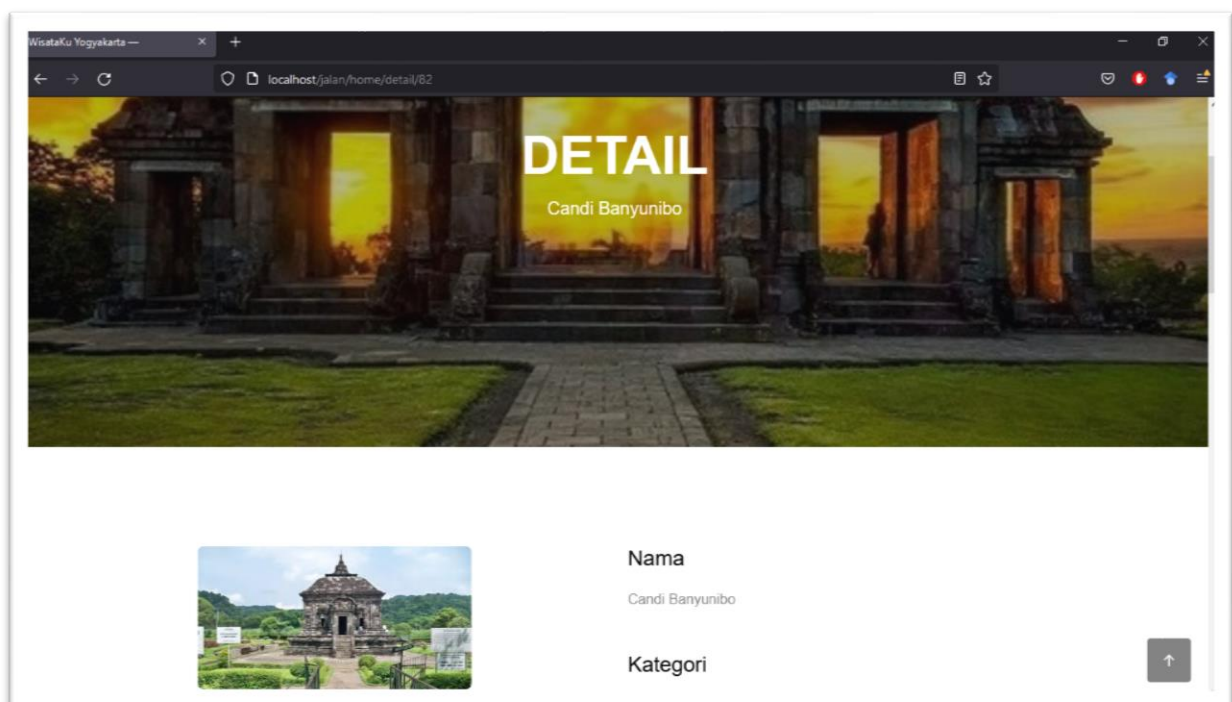 WisataKu Yogyakarta —
localhost/jalan/home/detail/82
DETAIL
Candi Banyunibo
Nama
Candi Banyunibo
Kategori